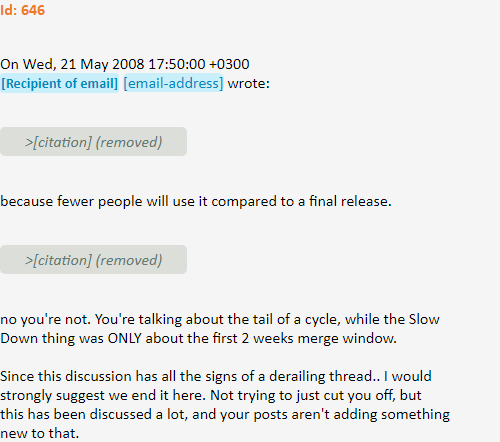 Id: 646
On Wed, 21 May 2008 17:50:00 +0300
[Recipient of email] [email-address] wrote:
>[citation] (removed)
because fewer people will use it compared to a final release.
>[citation] (removed)
no you're not. You're talking about the tail of a cycle, while the Slow
Down thing was ONLY about the first 2 weeks merge window.
Since this discussion has all the signs of a derailing thread.. I would
strongly suggest we end it here. Not trying to just cut you off, but
this has been discussed a lot, and your posts aren't adding something
new to that.